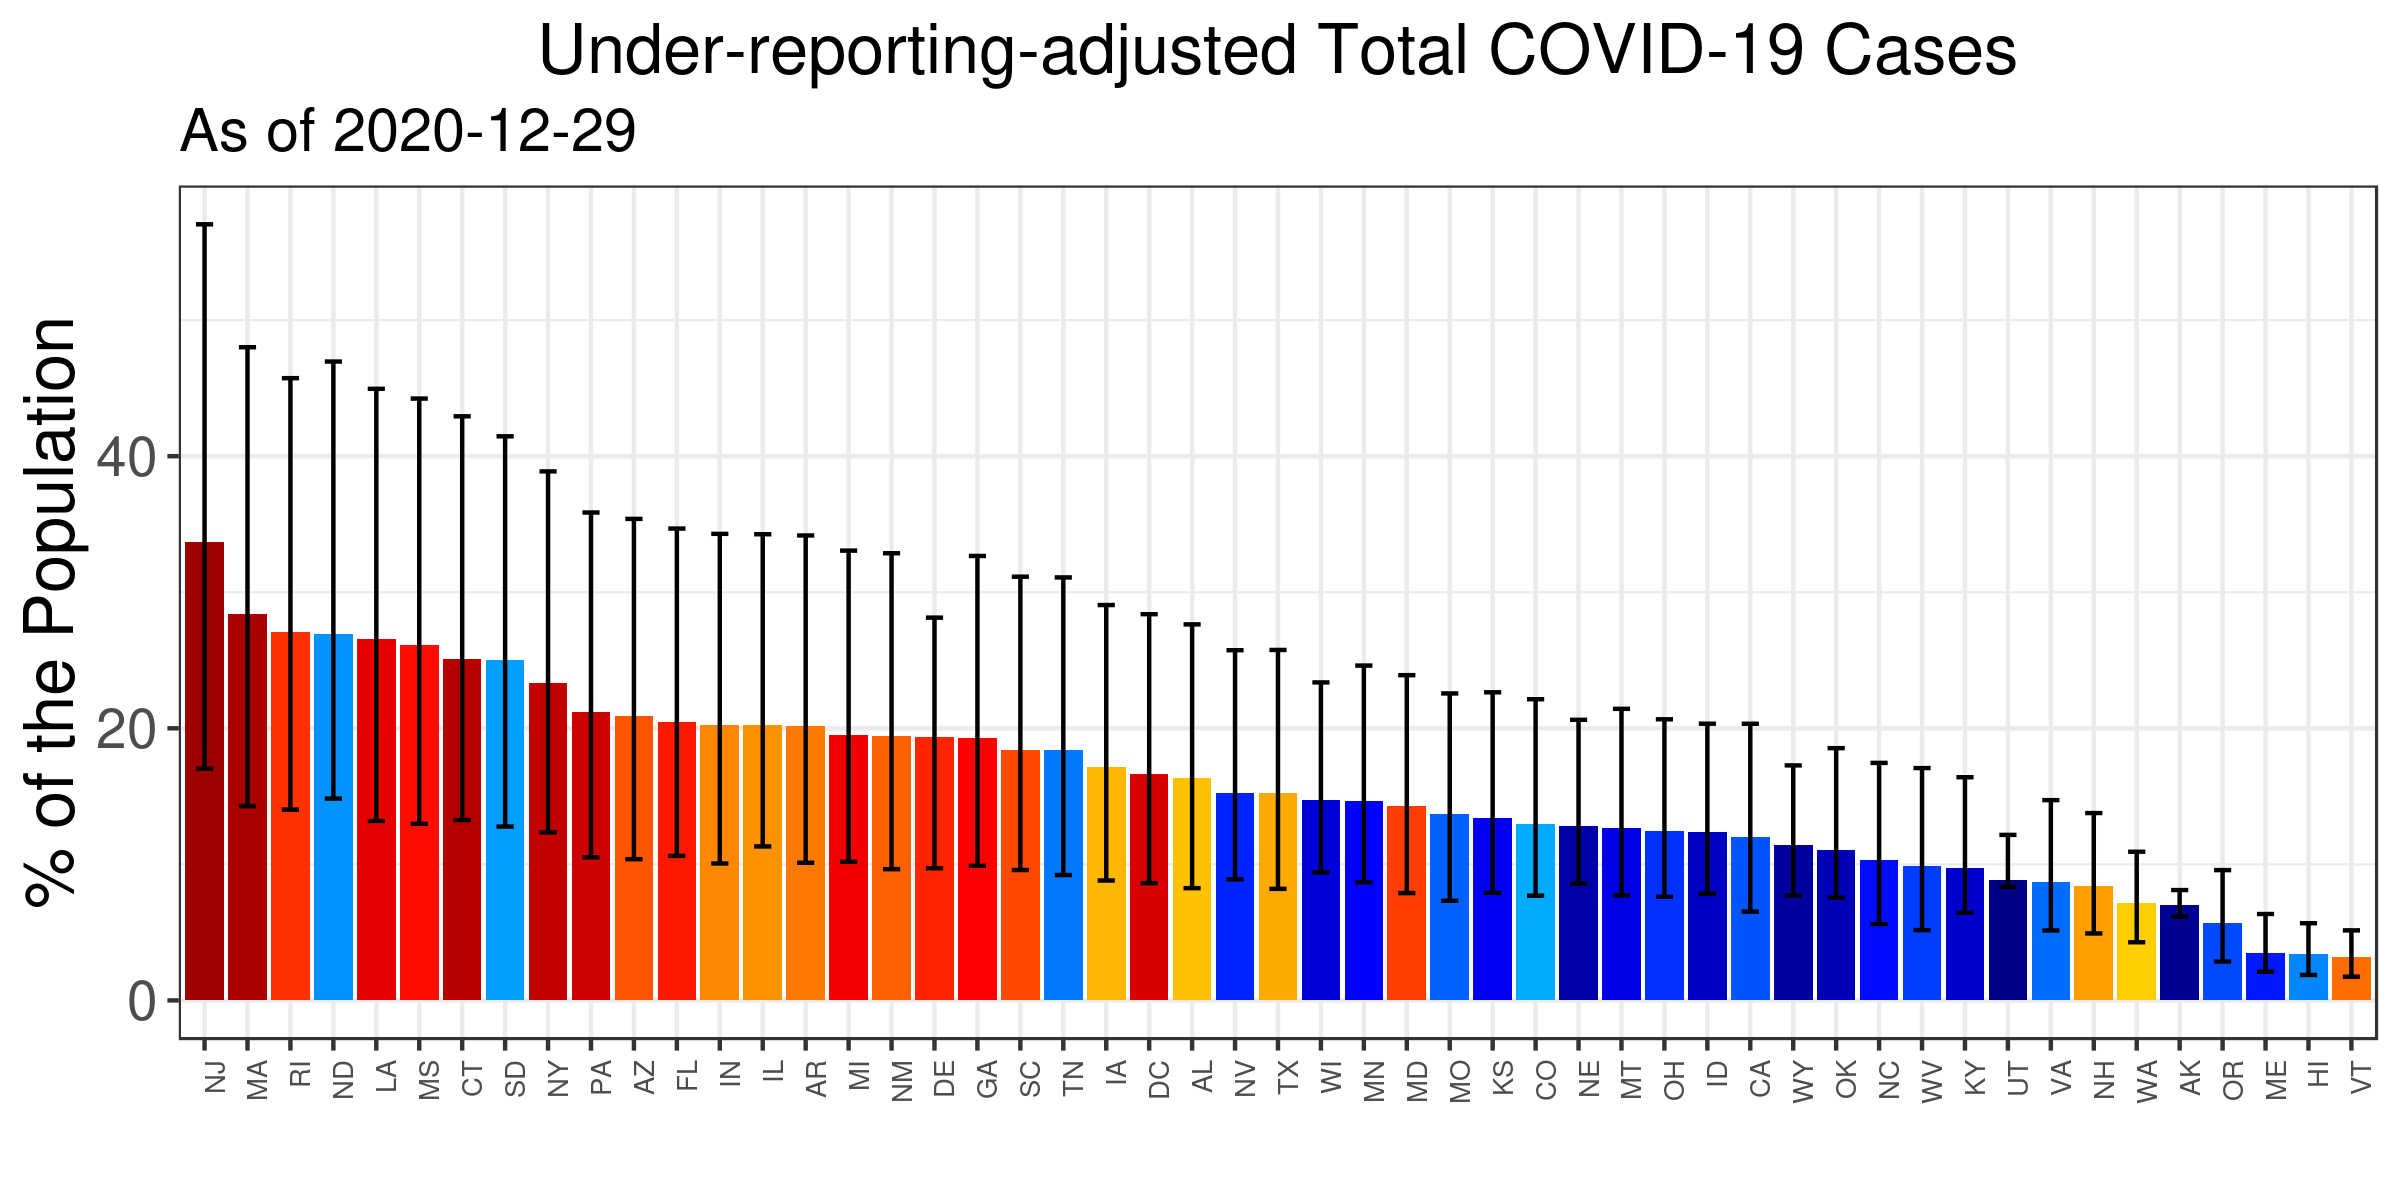 Under-reporting-adjusted Total COVID-19 Cases
As of 2020-12-29
% of the Population
40
20
0
NJ MA RI ND LA MS CT SD NY PA AZ FL IN IL AR MI NM DE GA SC TN IA DC AL NV TX WI MN MD MO KS CO NE MT OH ID CA WY OK NC WV KY UT VA NH WA AK OR ME HI VT